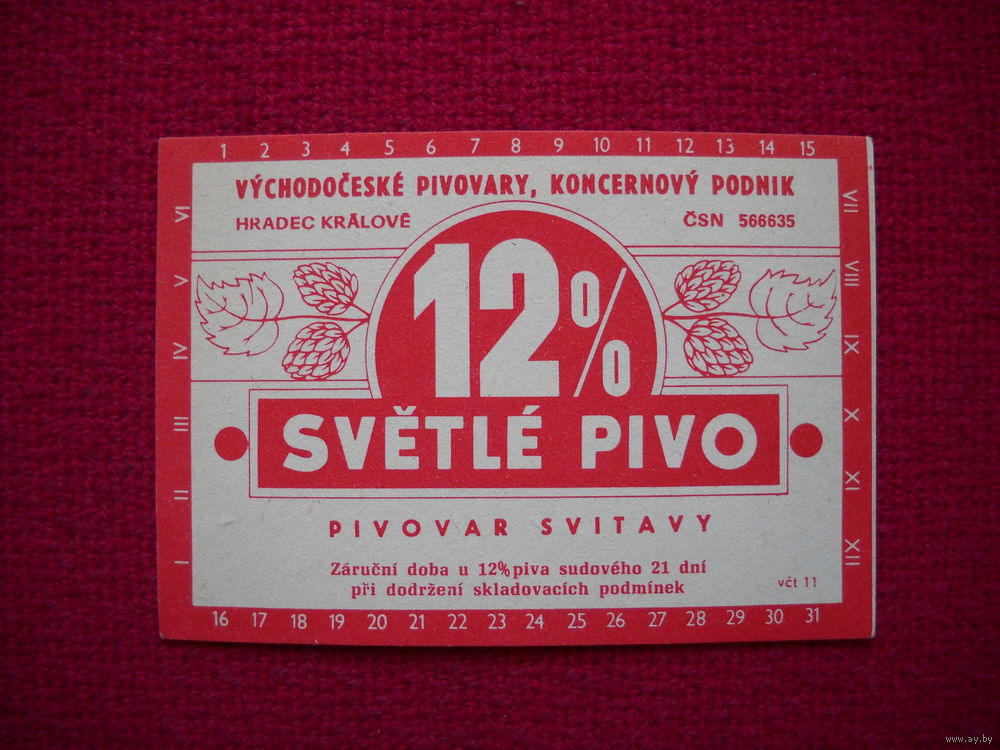 1 2 3 4 5 6 7 8 9 10 11 12 13 14 15
VÝCHODOČESKÉ PIVOVARY, KONCERNOVÝ PODNIK
HRADEC KRÁLOVÉ
ČSN 566635
I II III IV V VI
VII VIII IX X XI XII
12%
SVĚTLÉ PIVO
PIVOVAR SVITAVY
Záruční doba u 12% piva sudového 21 dní
při dodržení skladovacích podmínek
včt 11
16 17 18 19 20 21 22 23 24 25 26 27 28 29 30 31
www.ay.by